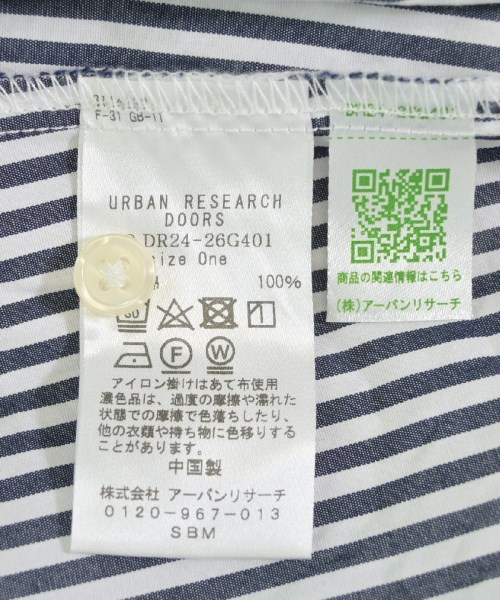 F-31 GB-11
URBAN RESEARCH
DOORS
DR24-26G401
size One
100%
アイロン掛けはあて布使用
濃色品は、過度の摩擦や濡れた
状態での摩擦で色落ちしたり、
他の衣類や持ち物に色移りする
ことがあります。
中国製
株式会社 アーバンリサーチ
0120-967-013
SBM
DR24-26G401
商品の関連情報はこちら
(株)アーバンリサーチ